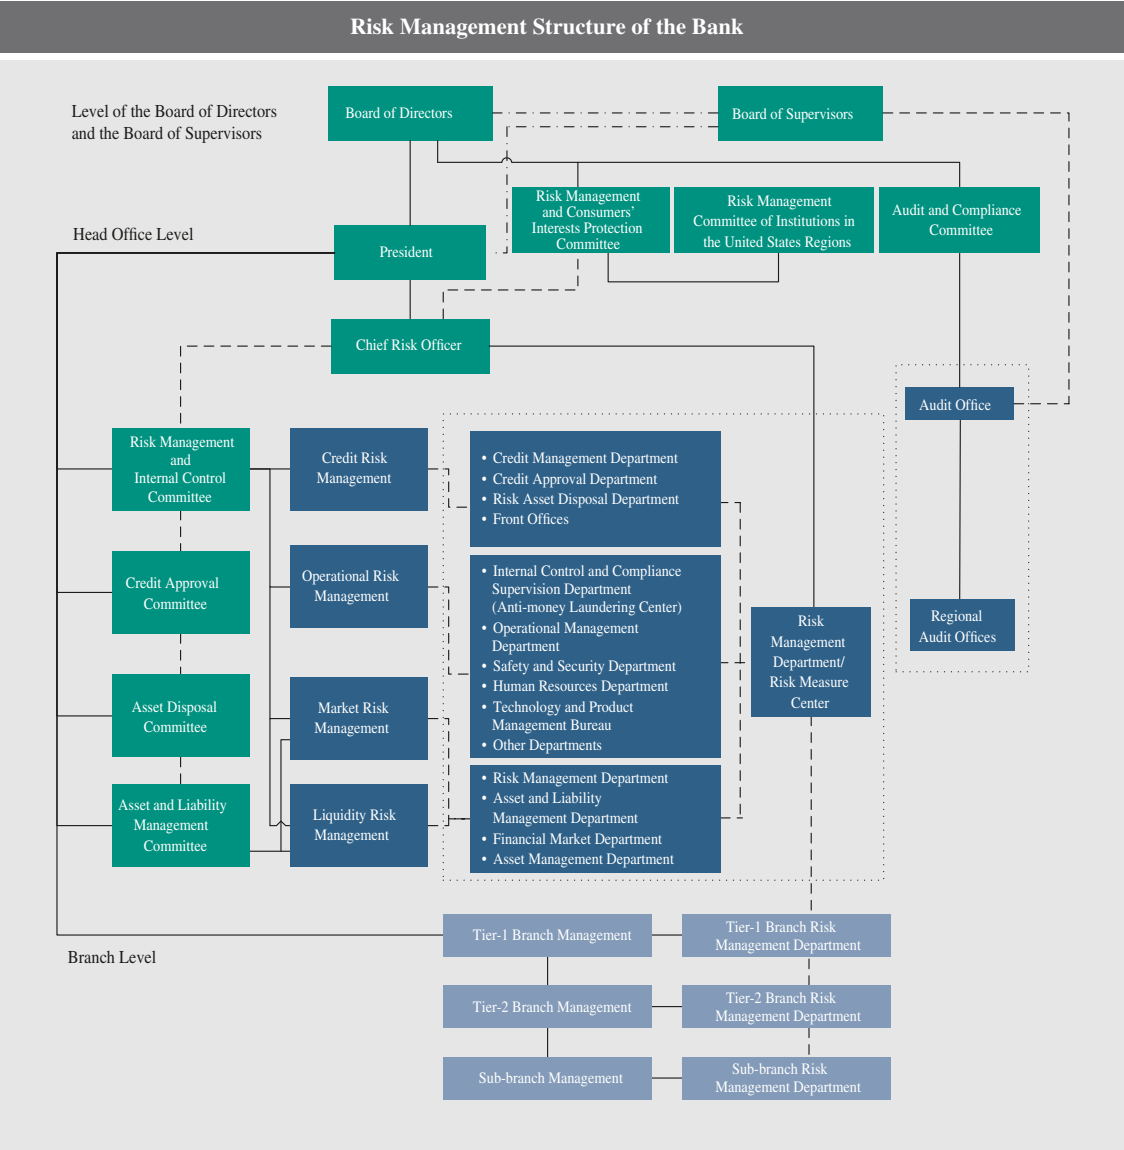 Risk Management Structure of the Bank
Level of the Board of Directors
and the Board of Supervisors
Board of Directors
Board of Supervisors
Risk Management
and Consumers’
Interests Protection
Committee
Risk Management
Committee of Institutions in
the United States Regions
Audit and Compliance
Committee
Head Office Level
President
Chief Risk Officer
Audit Office
Regional
Audit Offices
Risk Management
and
Internal Control
Committee
Credit Approval
Committee
Asset Disposal
Committee
Asset and Liability
Management
Committee
Credit Risk
Management
Operational Risk
Management
Market Risk
Management
Liquidity Risk
Management
• Credit Management Department
• Credit Approval Department
• Risk Asset Disposal Department
• Front Offices
• Internal Control and Compliance
Supervision Department
(Anti-money Laundering Center)
• Operational Management
Department
• Safety and Security Department
• Human Resources Department
• Technology and Product
Management Bureau
• Other Departments
• Risk Management Department
• Asset and Liability
Management Department
• Financial Market Department
• Asset Management Department
Risk
Management
Department/
Risk Measure
Center
Branch Level
Tier-1 Branch Management
Tier-1 Branch Risk
Management Department
Tier-2 Branch Management
Tier-2 Branch Risk
Management Department
Sub-branch Management
Sub-branch Risk
Management Department